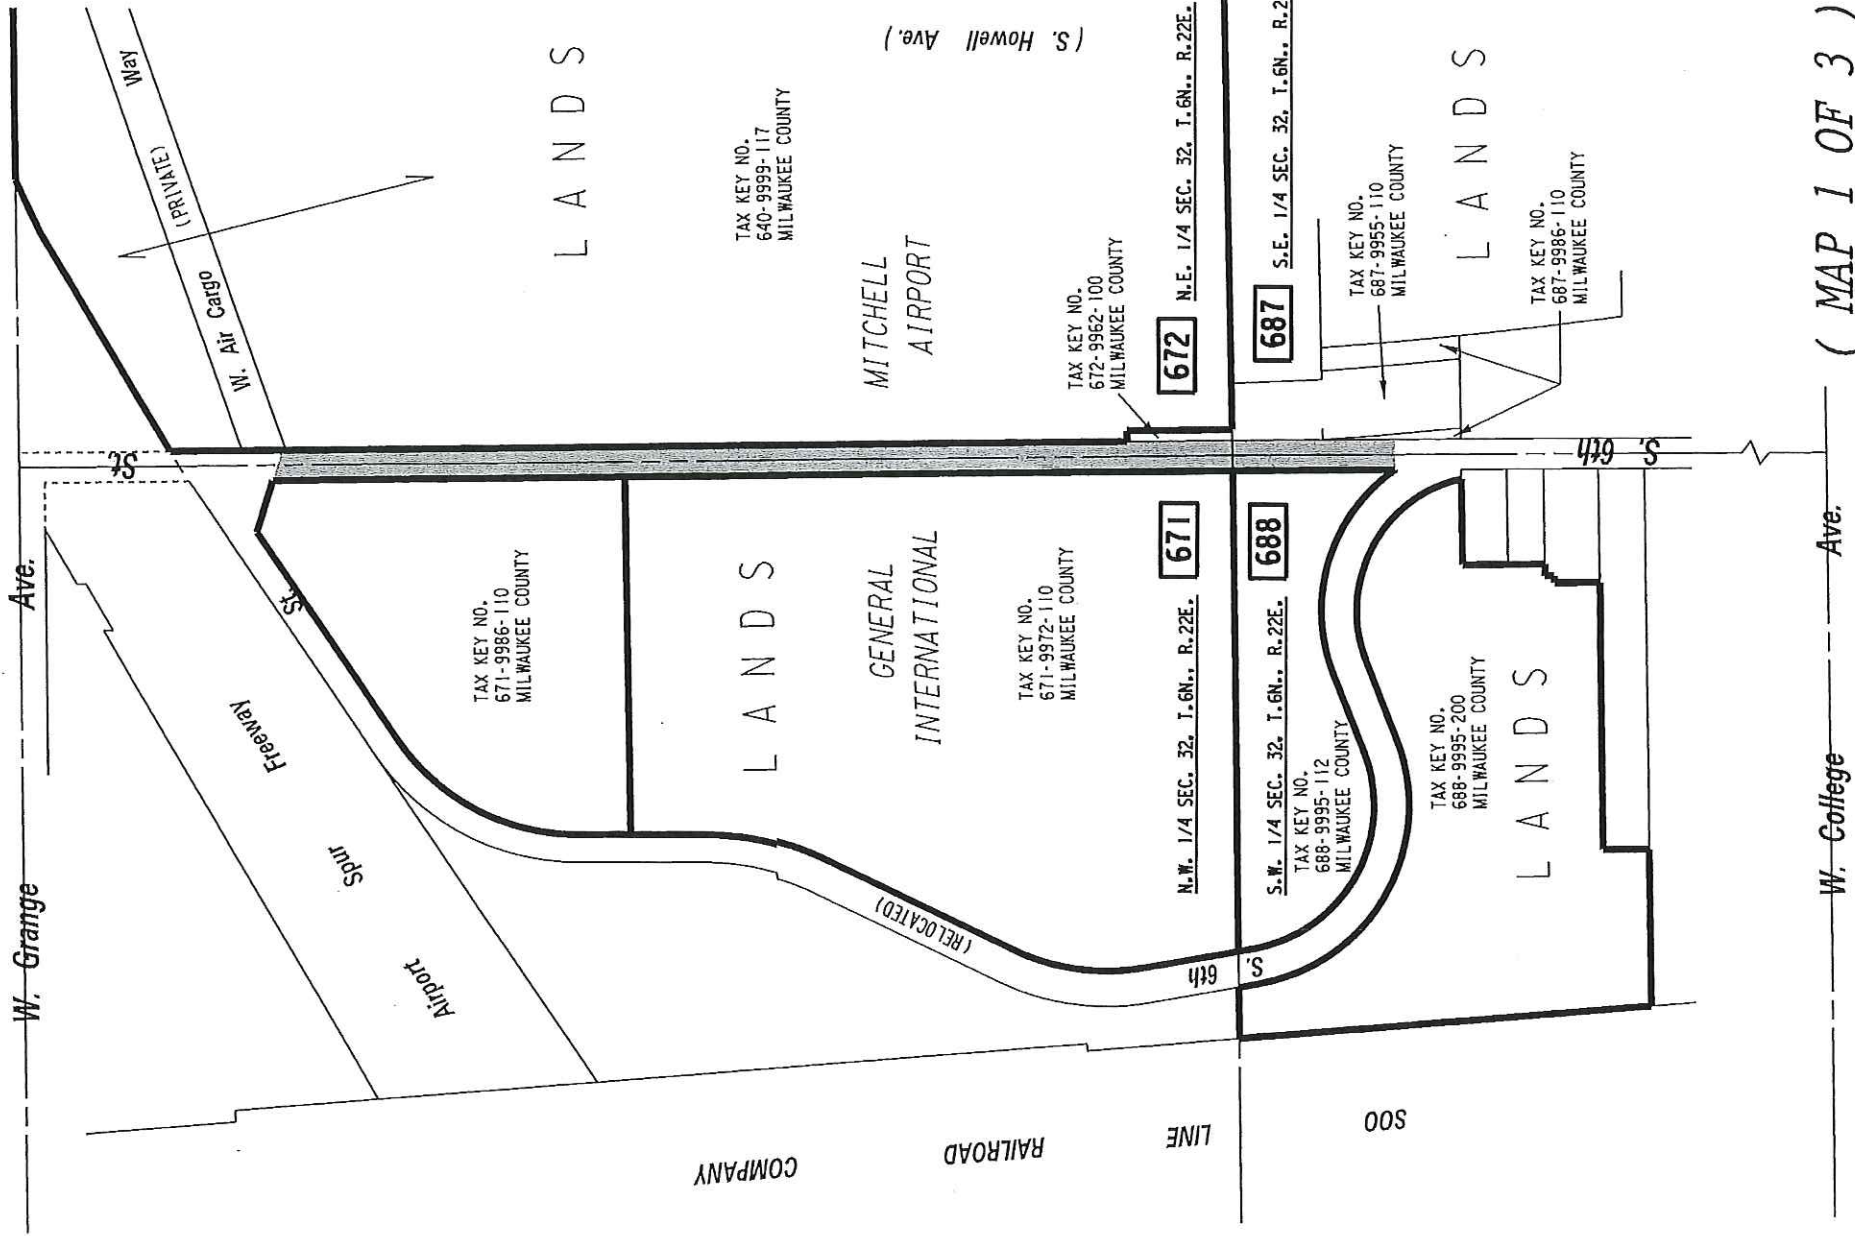 W. Grange Ave.
St.
W. Air Cargo (PRIVATE) Way
Airport Spur Freeway
St.
(RELOCATED)
6th
S.
LANDS
TAX KEY NO.
640-9999-117
MILWAUKEE COUNTY
(S. Howell Ave.)
MITCHELL
AIRPORT
TAX KEY NO.
671-9986-110
MILWAUKEE COUNTY
LANDS
GENERAL
INTERNATIONAL
TAX KEY NO.
671-9972-110
MILWAUKEE COUNTY
TAX KEY NO.
672-9962-100
MILWAUKEE COUNTY
N.W. 1/4 SEC. 32, T.6N., R.22E. 671
672 N.E. 1/4 SEC. 32, T.6N., R.22E.
S.W. 1/4 SEC. 32, T.6N., R.22E. 688
687 S.E. 1/4 SEC. 32, T.6N., R.2
TAX KEY NO.
688-9995-112
MILWAUKEE COUNTY
TAX KEY NO.
687-9955-110
MILWAUKEE COUNTY
TAX KEY NO.
688-9995-200
MILWAUKEE COUNTY
LANDS
LANDS
TAX KEY NO.
687-9986-110
MILWAUKEE COUNTY
S. 6th
SOO LINE RAILROAD COMPANY
W. College Ave.
( MAP 1 OF 3 )